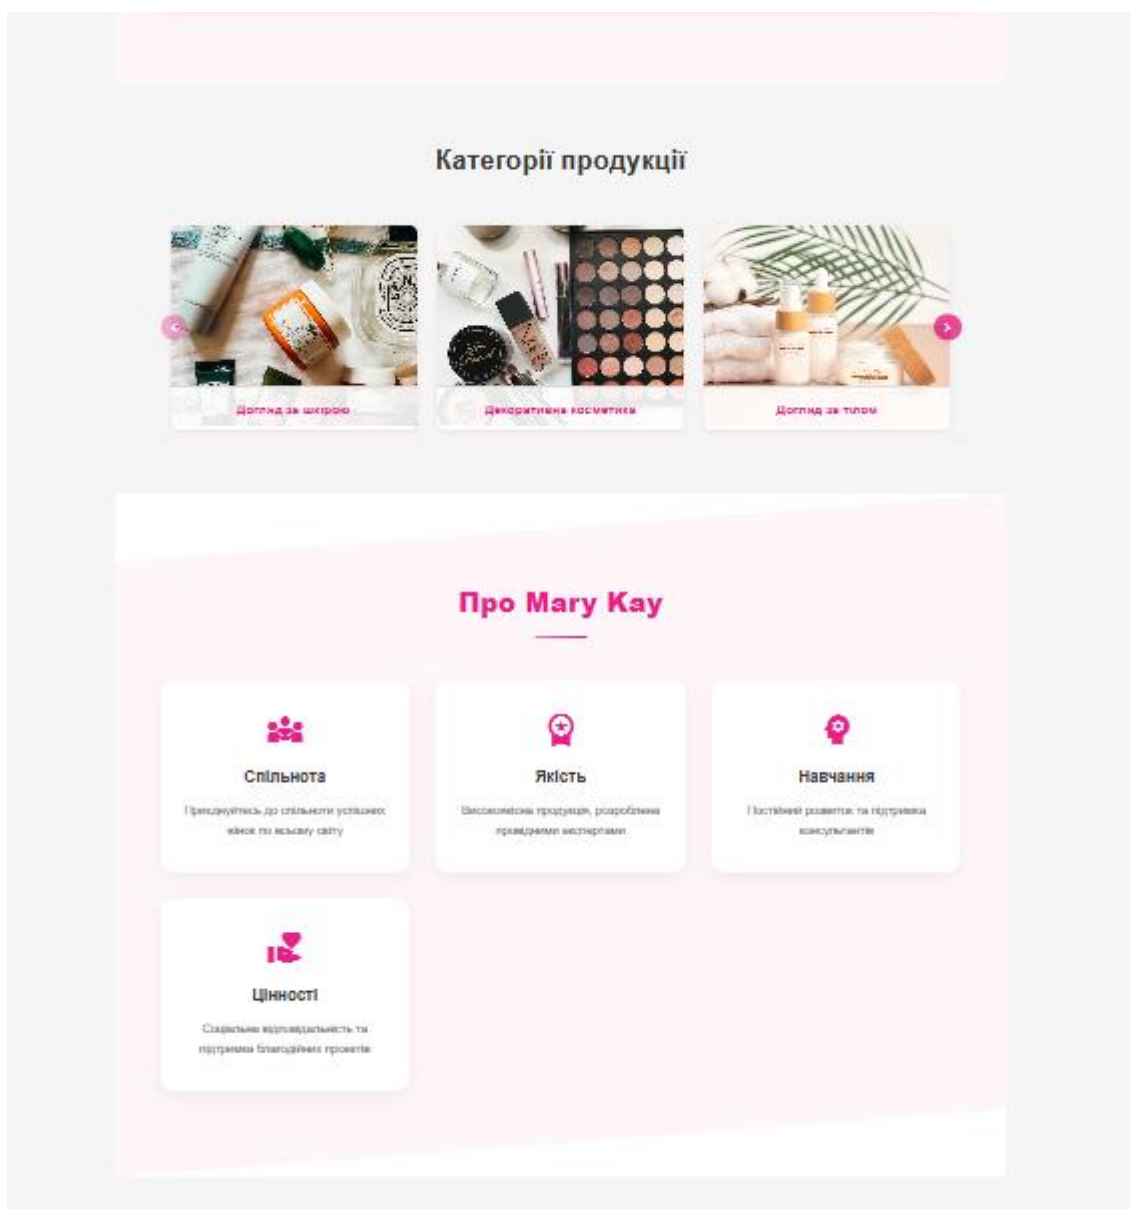 Категорії продукції
Догляд за шкірою
Декоративна косметика
Догляд за тілом
Про Mary Kay
Спільнота
Приєднуйтесь до спільноти успішних
жінок по всьому світу
Якість
Високоякісна продукція, розроблена
провідними експертами
Навчання
Постійний розвиток та підтримка
консультантів
Цінності
Соціальна відповідальність та
підтримка благодійних проектів